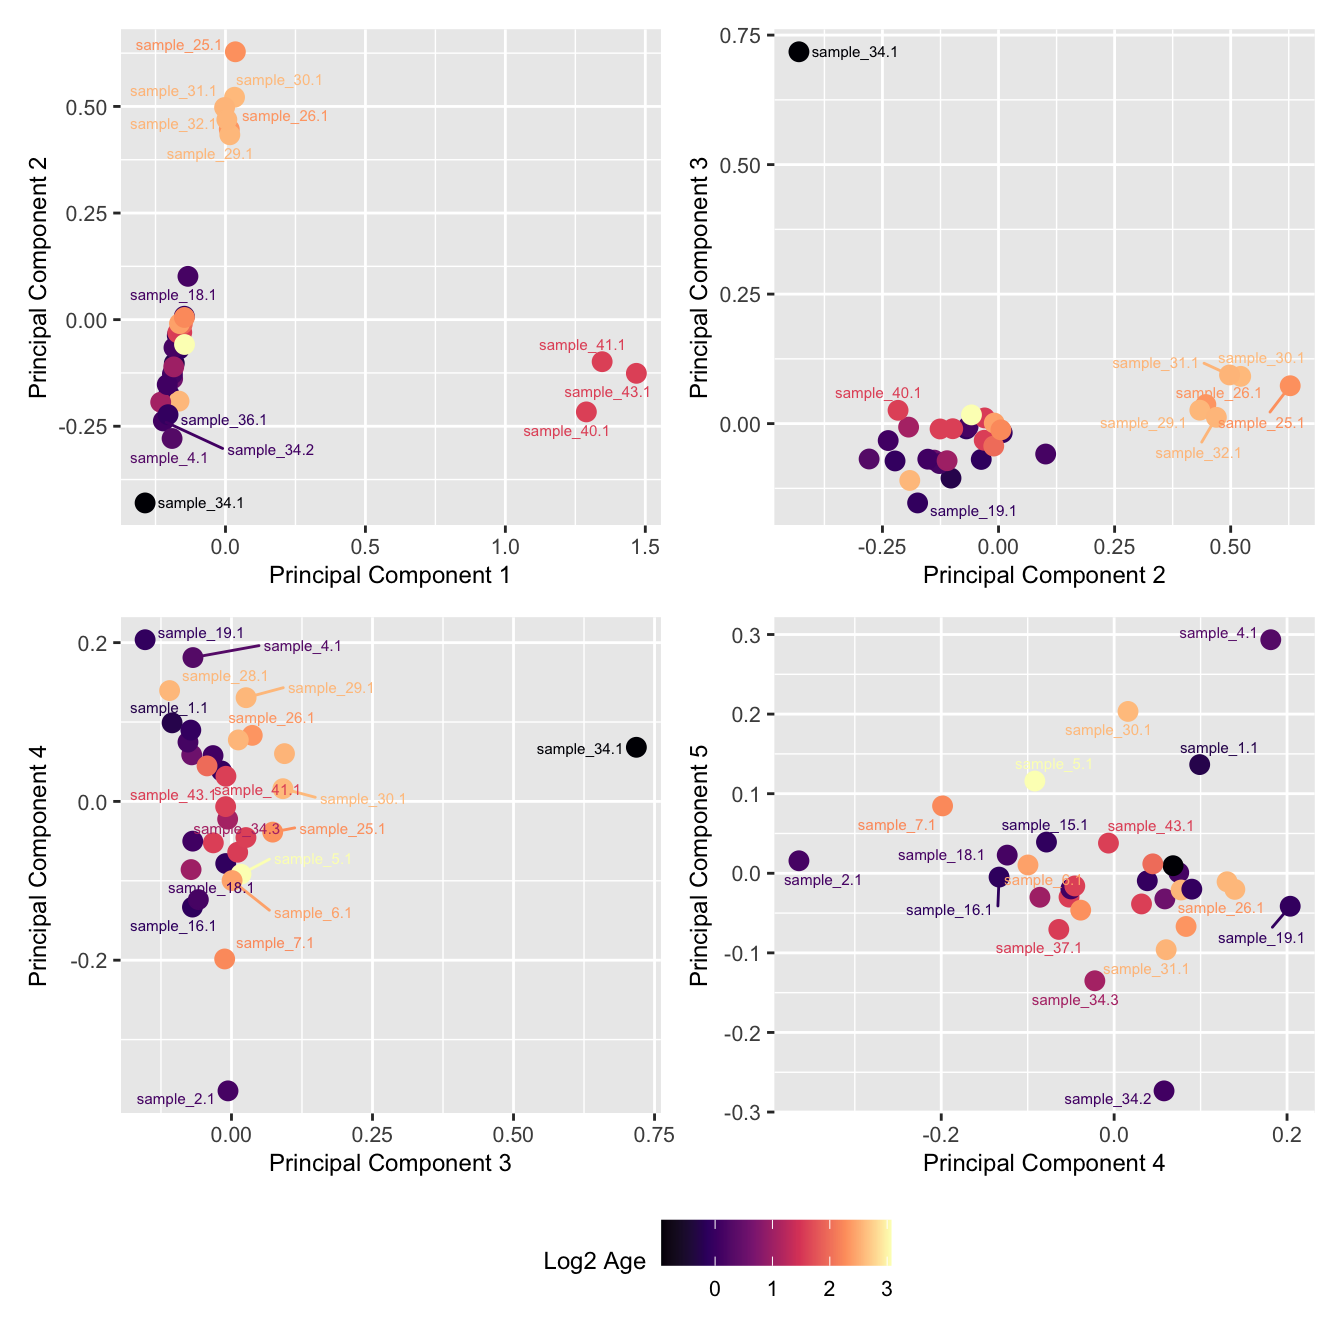 sample_25.1
sample_30.1
sample_31.1
sample_26.1
sample_32.1
sample_29.1
sample_18.1
sample_36.1
sample_34.2
sample_4.1
sample_34.1
sample_41.1
sample_43.1
sample_40.1
0.50
0.25
0.00
-0.25
Principal Component 2
0.0 0.5 1.0 1.5
Principal Component 1
sample_34.1
sample_30.1
sample_31.1
sample_40.1
sample_26.1
sample_29.1
sample_25.1
sample_32.1
sample_19.1
0.75
0.50
0.25
0.00
Principal Component 3
-0.25 0.00 0.25 0.50
Principal Component 2
sample_19.1
sample_4.1
sample_28.1
sample_29.1
sample_1.1
sample_26.1
sample_34.1
sample_43.1
sample_41.1
sample_30.1
sample_34.3
sample_25.1
sample_5.1
sample_18.1
sample_6.1
sample_16.1
sample_7.1
sample_2.1
0.2
0.0
-0.2
Principal Component 4
0.00 0.25 0.50 0.75
Principal Component 3
sample_4.1
sample_30.1
sample_1.1
sample_5.1
sample_7.1
sample_15.1
sample_43.1
sample_18.1
sample_2.1
sample_6.1
sample_16.1
sample_26.1
sample_19.1
sample_37.1
sample_31.1
sample_34.3
sample_34.2
0.3
0.2
0.1
0.0
-0.1
-0.2
-0.3
Principal Component 5
-0.2 0.0 0.2
Principal Component 4
Log2 Age
0 1 2 3